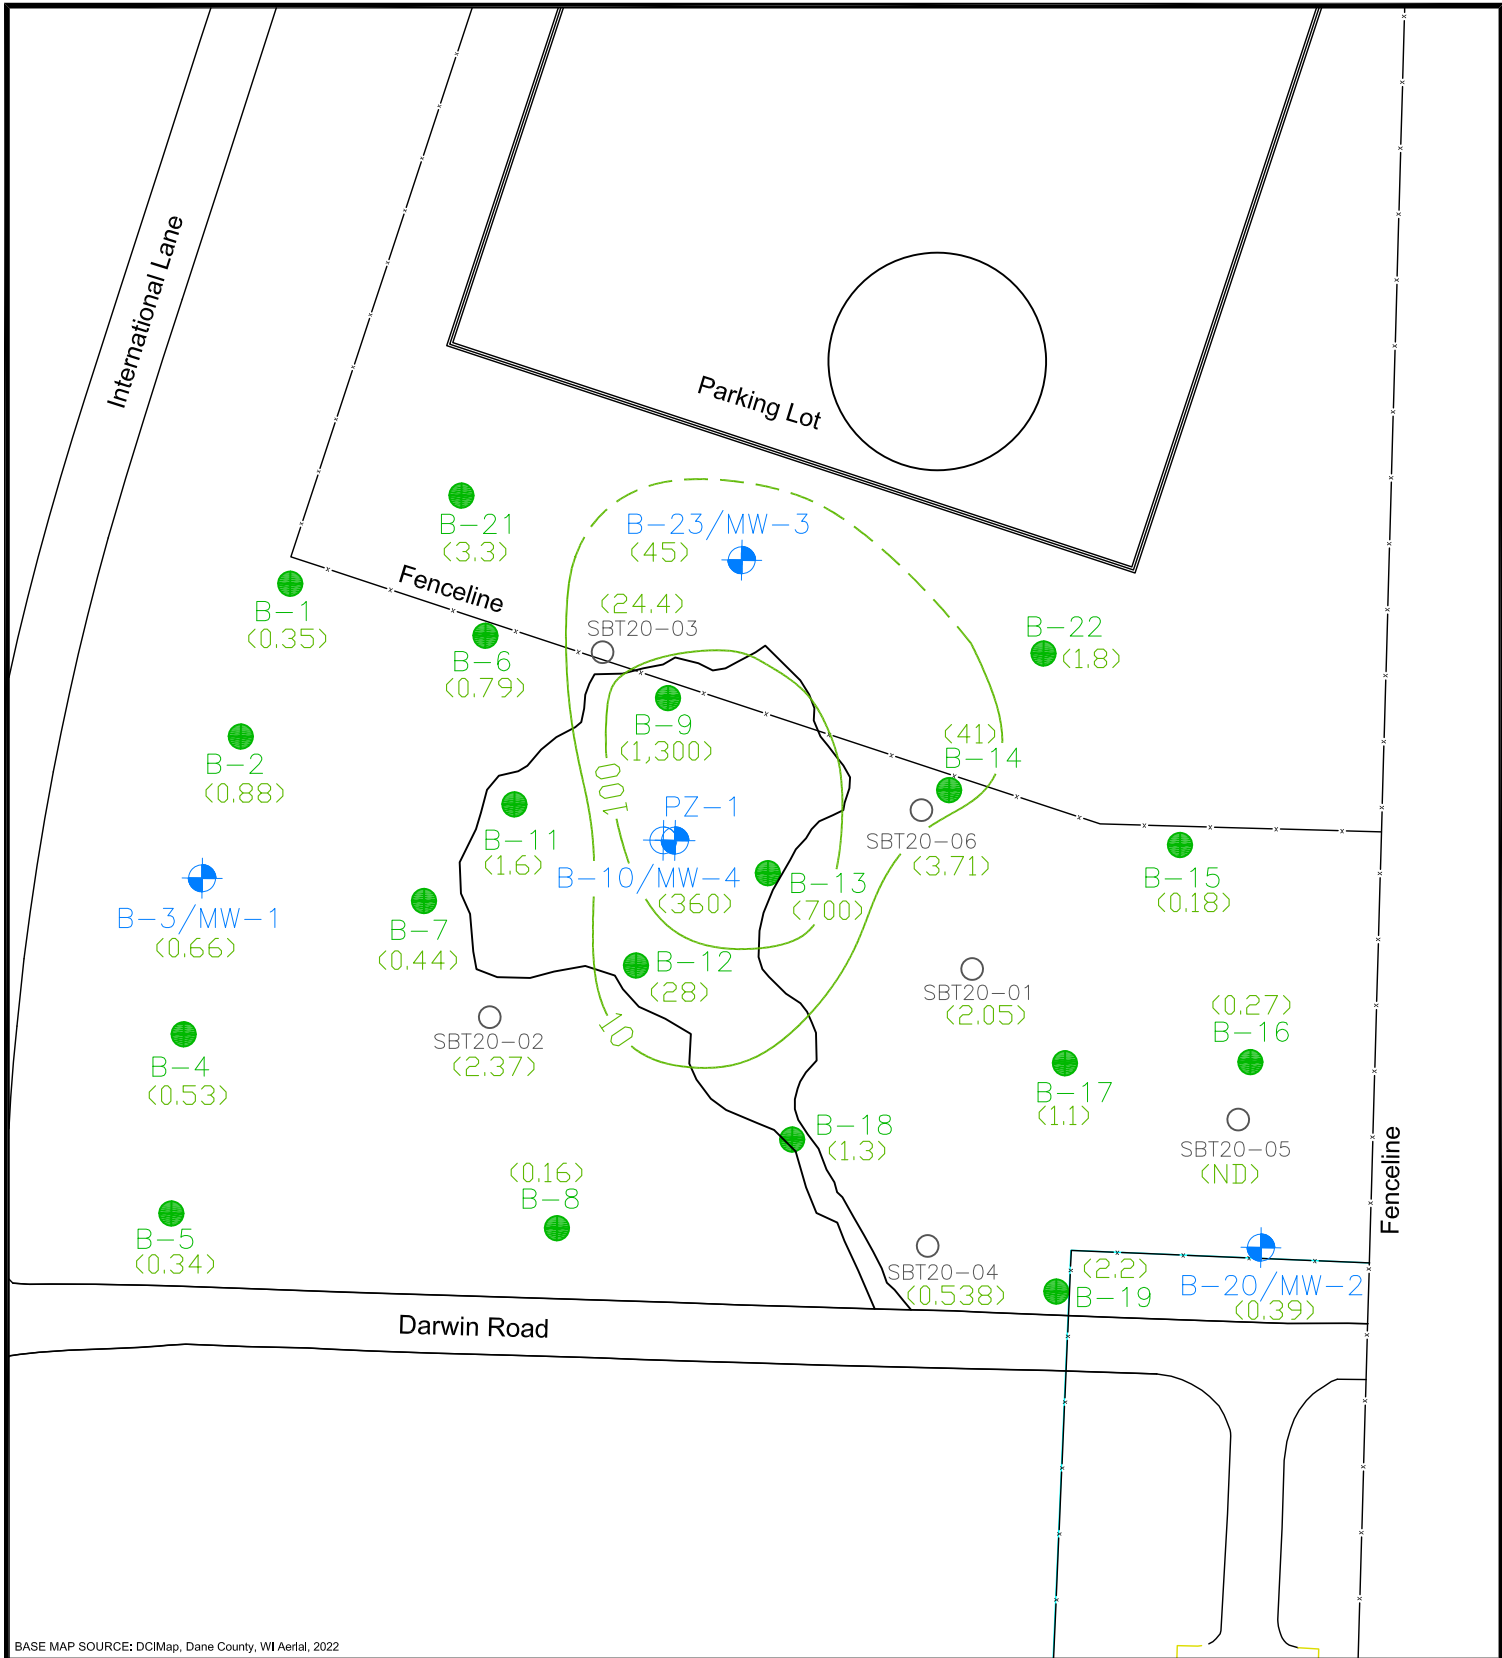 International Lane
Parking Lot
B-21
(3.3)
B-23/MW-3
(45)
Fenceline
B-1
(0.35)
(24.4)
SBT20-03
B-6
(0.79)
B-22
(1.8)
B-9
(1,300)
(41)
B-14
B-2
(0.88)
100
PZ-1
B-11
(1.6)
SBT20-06
(3.71)
B-10/MW-4
(360)
B-13
(700)
B-15
(0.18)
B-3/MW-1
(0.66)
B-7
(0.44)
B-12
(28)
SBT20-01
(2.05)
10
SBT20-02
(2.37)
(0.27)
B-16
B-4
(0.53)
B-17
(1.1)
B-18
(1.3)
SBT20-05
(ND)
Fenceline
(0.16)
B-8
B-5
(0.34)
SBT20-04
(0.538)
(2.2)
B-19
B-20/MW-2
(0.39)
Darwin Road
BASE MAP SOURCE: DCIMap, Dane County, WI Aerial, 2022